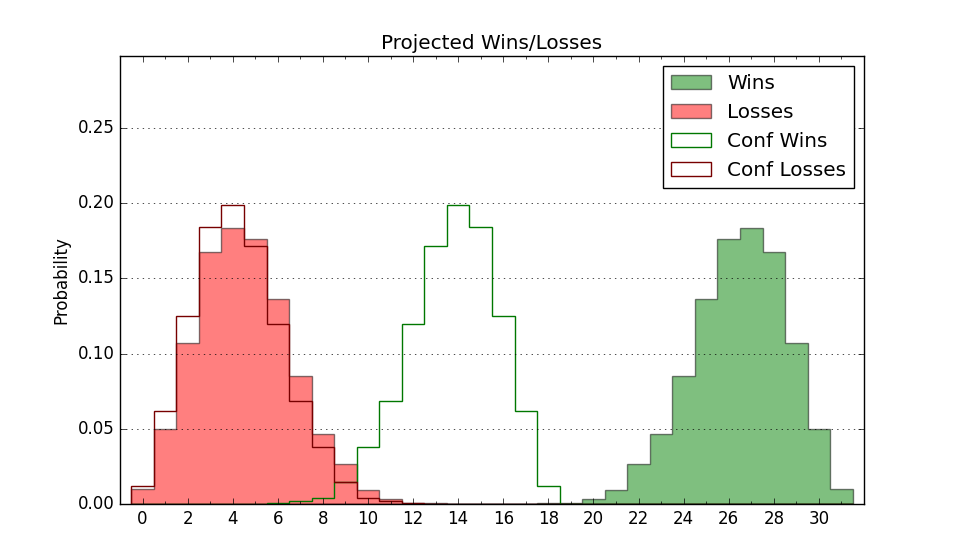 Projected Wins/Losses
Wins
Losses
Conf Wins
Conf Losses
Probability
0.25
0.20
0.15
0.10
0.05
0.00
0 2 4 6 8 10 12 14 16 18 20 22 24 26 28 30